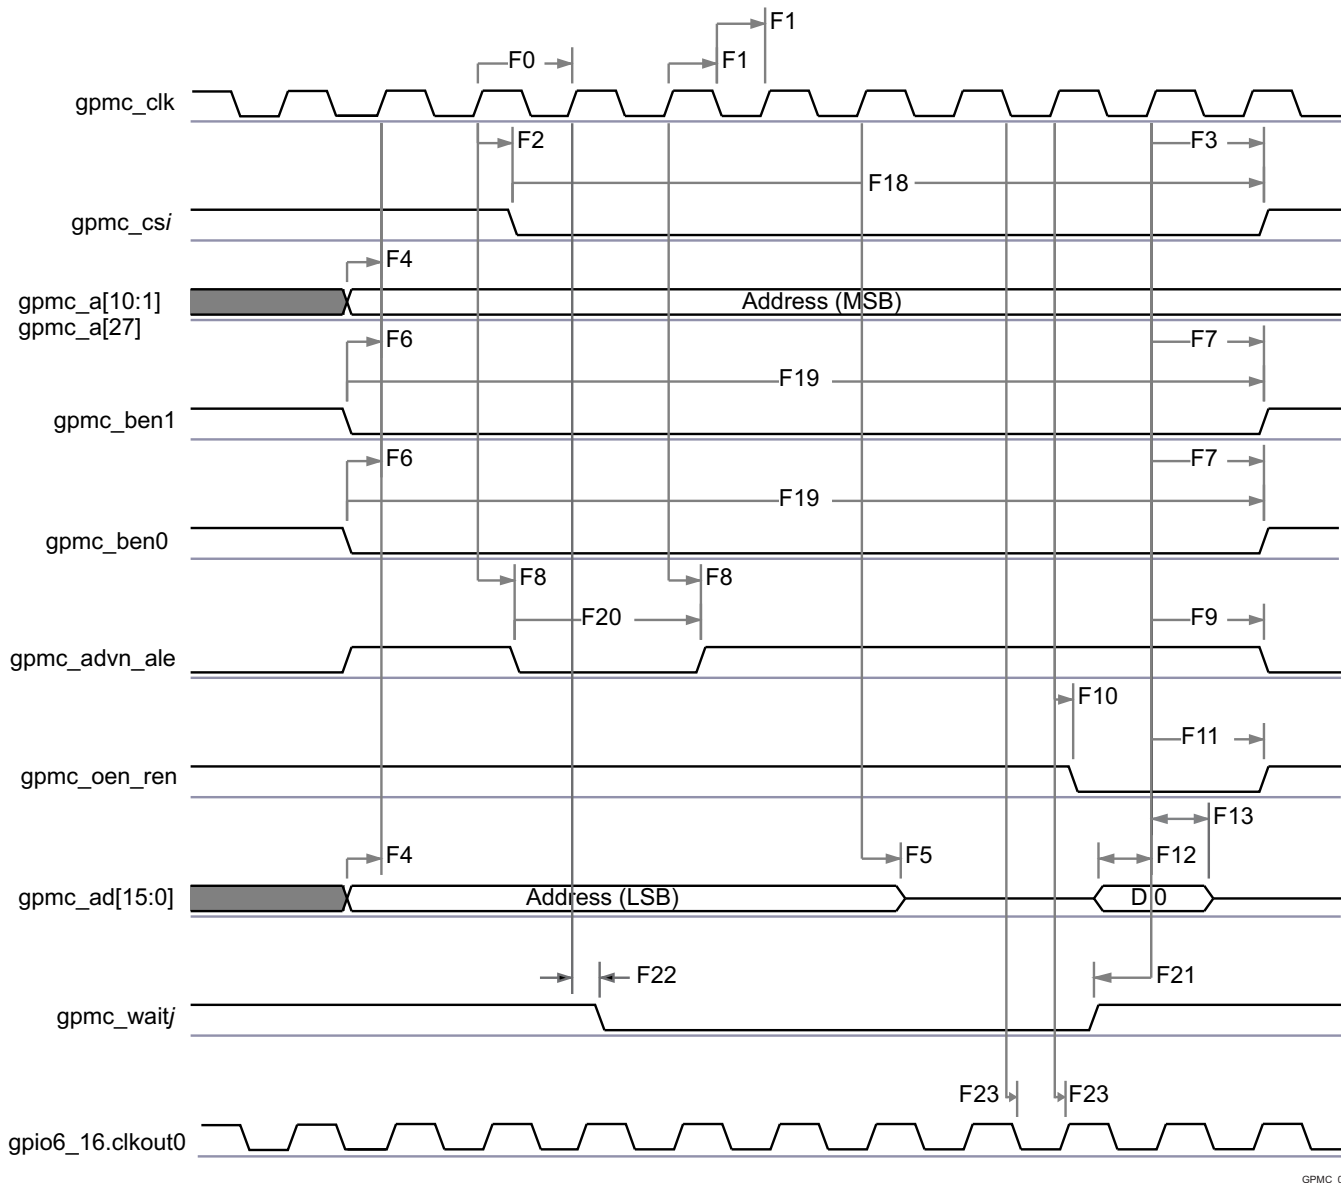 F1
F0
F1
gpmc_clk
F2
F3
F18
gpmc_csi
F4
gpmc_a[10:1]
Address (MSB)
gpmc_a[27]
F6
F7
F19
gpmc_ben1
F6
F7
F19
gpmc_ben0
F8
F8
F20
F9
gpmc_advn_ale
F10
F11
gpmc_oen_ren
F13
F4
F5
F12
gpmc_ad[15:0]
Address (LSB)
D 0
F22
F21
gpmc_waitj
F23
F23
gpio6_16.clkout0